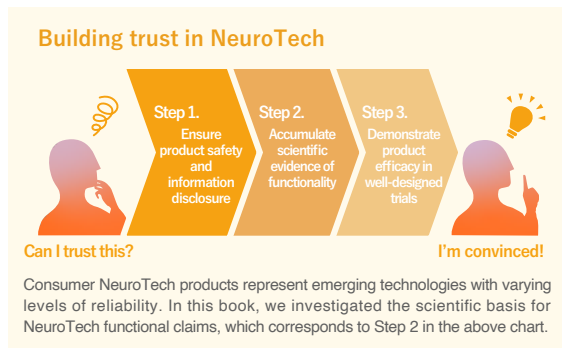 Building trust in NeuroTech
Step 1.
Ensure
product safety
and
information
disclosure
Step 2.
Accumulate
scientific
evidence of
functionality
Step 3.
Demonstrate
product
efficacy in
well-designed
trials
Can I trust this?
I'm convinced!
Consumer NeuroTech products represent emerging technologies with varying
levels of reliability. In this book, we investigated the scientific basis for
NeuroTech functional claims, which corresponds to Step 2 in the above chart.